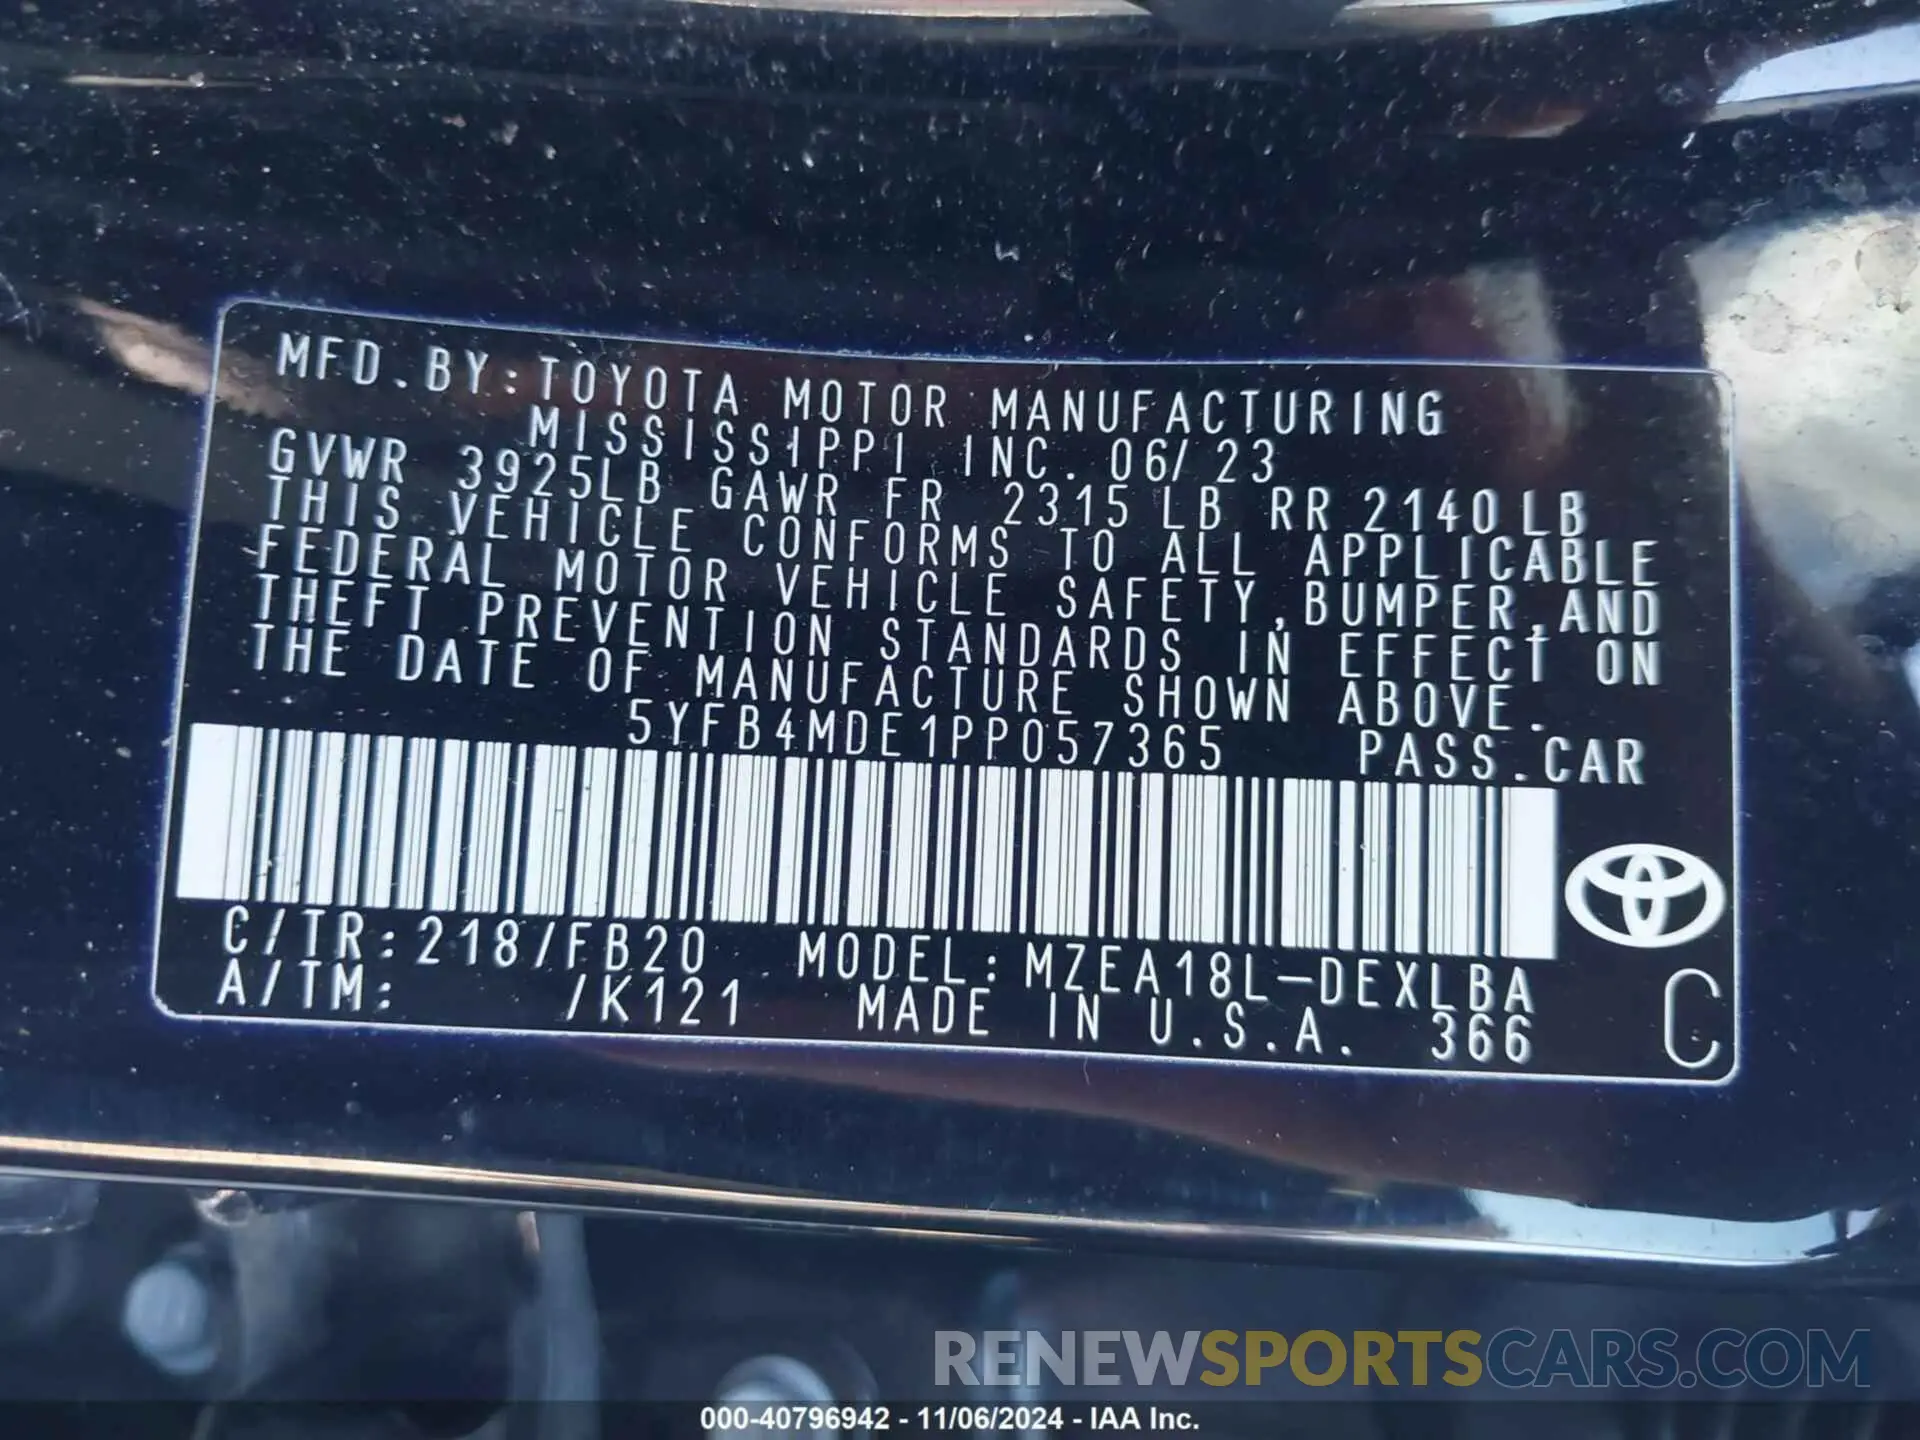 MFD.BY:TOYOTA MOTOR MANUFACTURING
MISSISSIPPI INC. 06/23
GVWR 3925LB GAWR FR 2315LB RR 2140LB
THIS VEHICLE CONFORMS TO ALL APPLICABLE
FEDERAL MOTOR VEHICLE SAFETY,BUMPER,AND
THEFT PREVENTION STANDARDS IN EFFECT ON
THE DATE OF MANUFACTURE SHOWN ABOVE.
5YFB4MDE1PP057365 PASS.CAR
C/TR:218/FB20 MODEL:MZEA18L-DEXLBA
A/TM: /K121 MADE IN U.S.A. 366 C
RENEWSPORTSCARS.COM
000-40796942 - 11/06/2024 - IAA Inc.